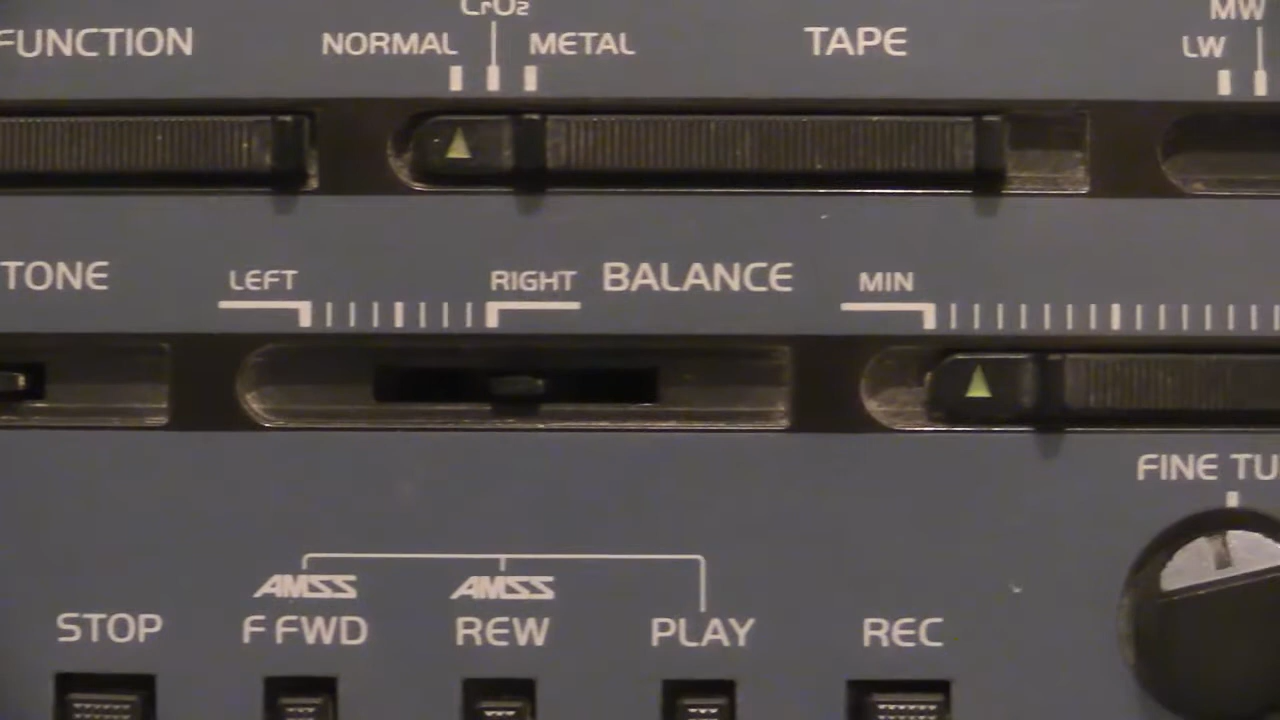 CrO2
MW
FUNCTION NORMAL METAL TAPE LW
TONE LEFT RIGHT BALANCE MIN
FINE TU
AMSS AMSS
STOP F FWD REW PLAY REC